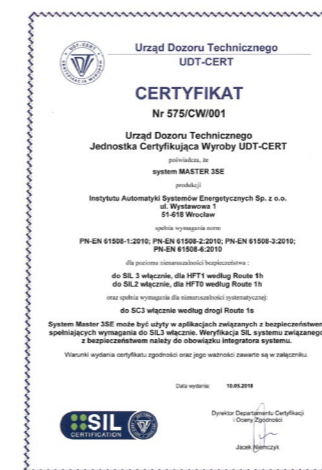 UDT-CERT
Urząd Dozoru Technicznego
UDT-CERT
CERTYFIKAT
Nr 575/CW/001
Urząd Dozoru Technicznego
Jednostka Certyfikująca Wyroby UDT-CERT
poświadcza, że
system MASTER 3SE
produkcji
Instytutu Automatyki Systemów Energetycznych Sp. z o.o.
ul. Wystawowa 1
51-618 Wrocław
spełnia wymagania norm
PN-EN 61508-1:2010; PN-EN 61508-2:2010; PN-EN 61508-3:2010;
PN-EN 61508-6:2010
dla poziomu nienaruszalności bezpieczeństwa :
do SIL 3 włącznie, dla HFT1 według Route 1h
do SIL2 włącznie, dla HFT0 według Route 1h
oraz spełnia wymagania dla nienaruszalności systematycznej:
do SC3 włącznie według drogi Route 1s
System Master 3SE może być użyty w aplikacjach związanych z bezpieczeństwem
spełniających wymagania do SIL3 włącznie. Weryfikacja SIL systemu związanego
z bezpieczeństwem należy do obowiązku integratora systemu.
Warunki wydania certyfikatu zgodności oraz jego ważności zawarte są w załączniku.
Data wydania: 10.05.2018
Dyrektor Departamentu Certyfikacji
i Oceny Zgodności
Jacek Niemczyk
SIL
CERTIFICATION